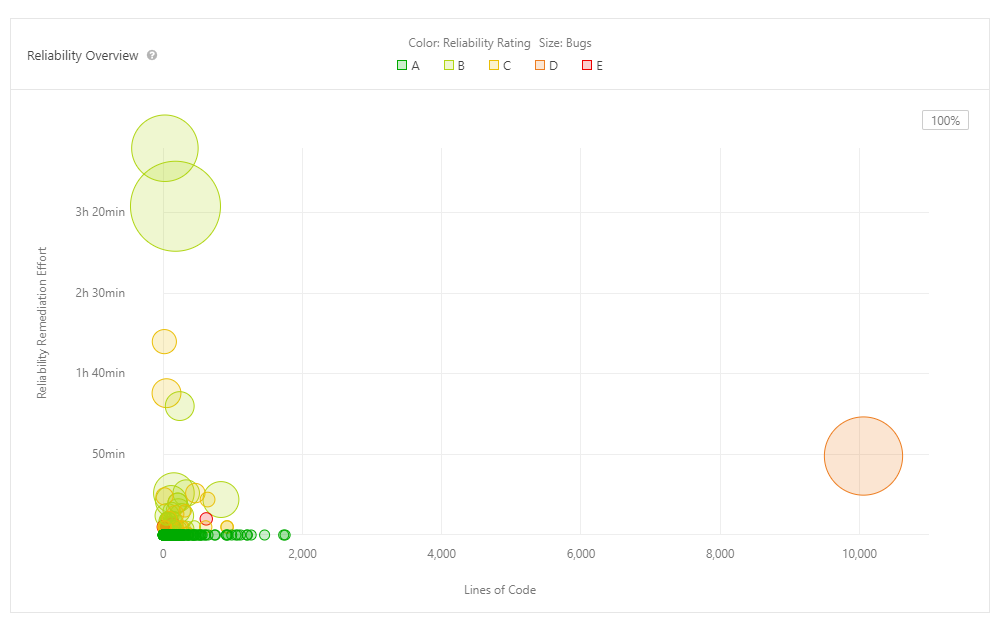 Color: Reliability Rating Size: Bugs
Reliability Overview ?
A B C D E
100%
Reliability Remediation Effort
3h 20min
2h 30min
1h 40min
50min
0 2,000 4,000 6,000 8,000 10,000
Lines of Code